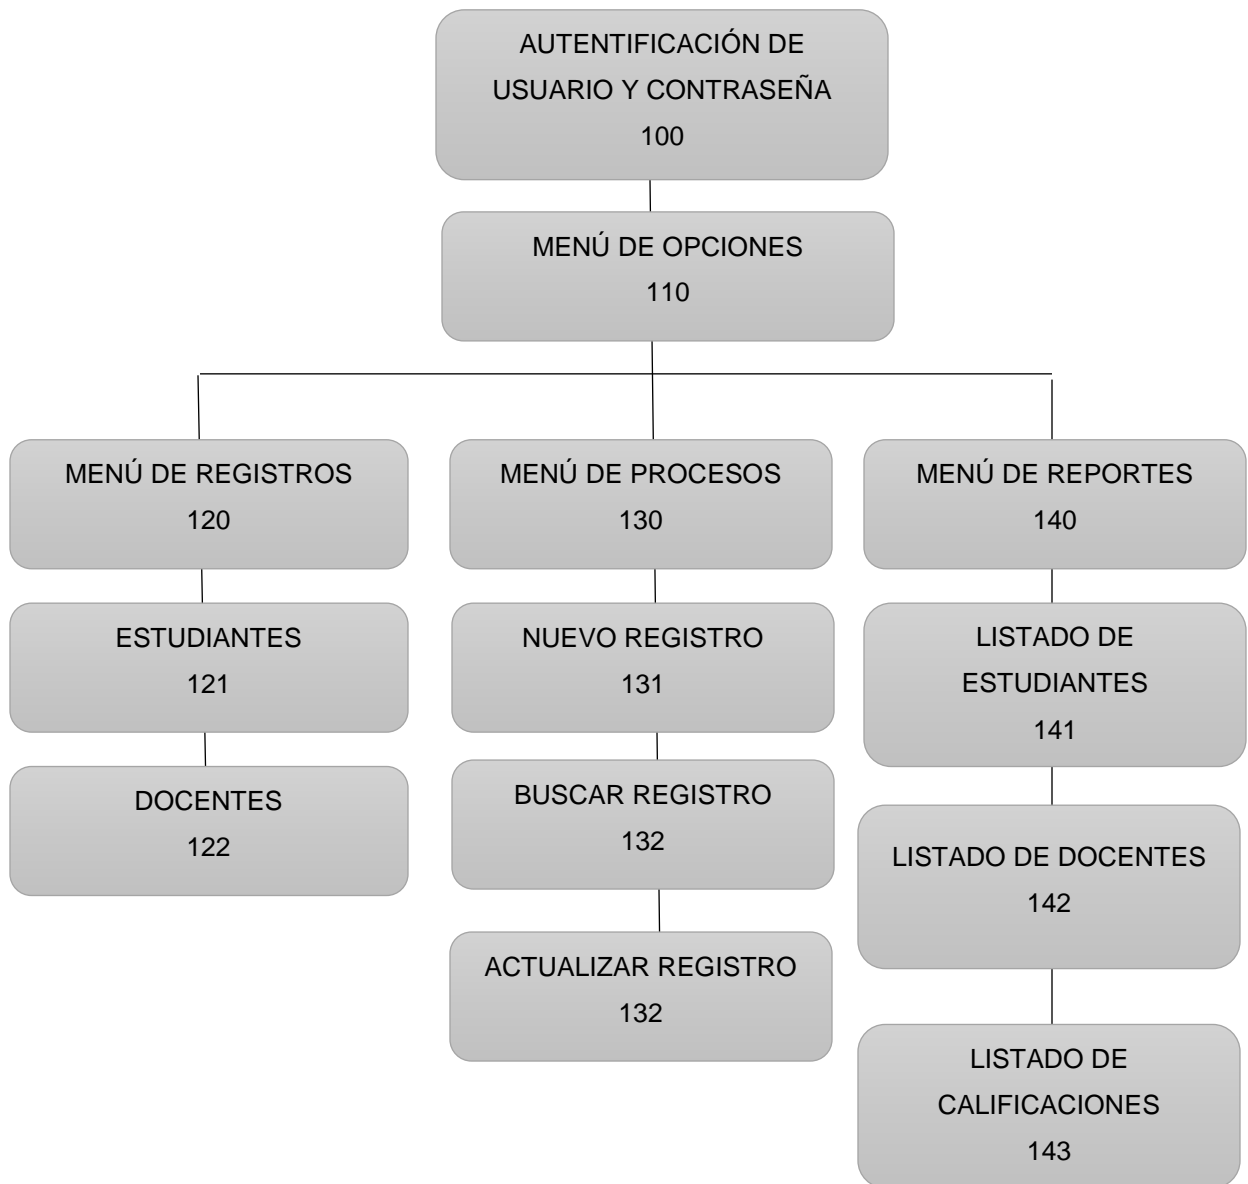 AUTENTIFICACIÓN DE
USUARIO Y CONTRASEÑA
100
MENÚ DE OPCIONES
110
MENÚ DE REGISTROS
120
MENÚ DE PROCESOS
130
MENÚ DE REPORTES
140
ESTUDIANTES
121
NUEVO REGISTRO
131
LISTADO DE
ESTUDIANTES
141
DOCENTES
122
BUSCAR REGISTRO
132
LISTADO DE DOCENTES
142
ACTUALIZAR REGISTRO
132
LISTADO DE
CALIFICACIONES
143